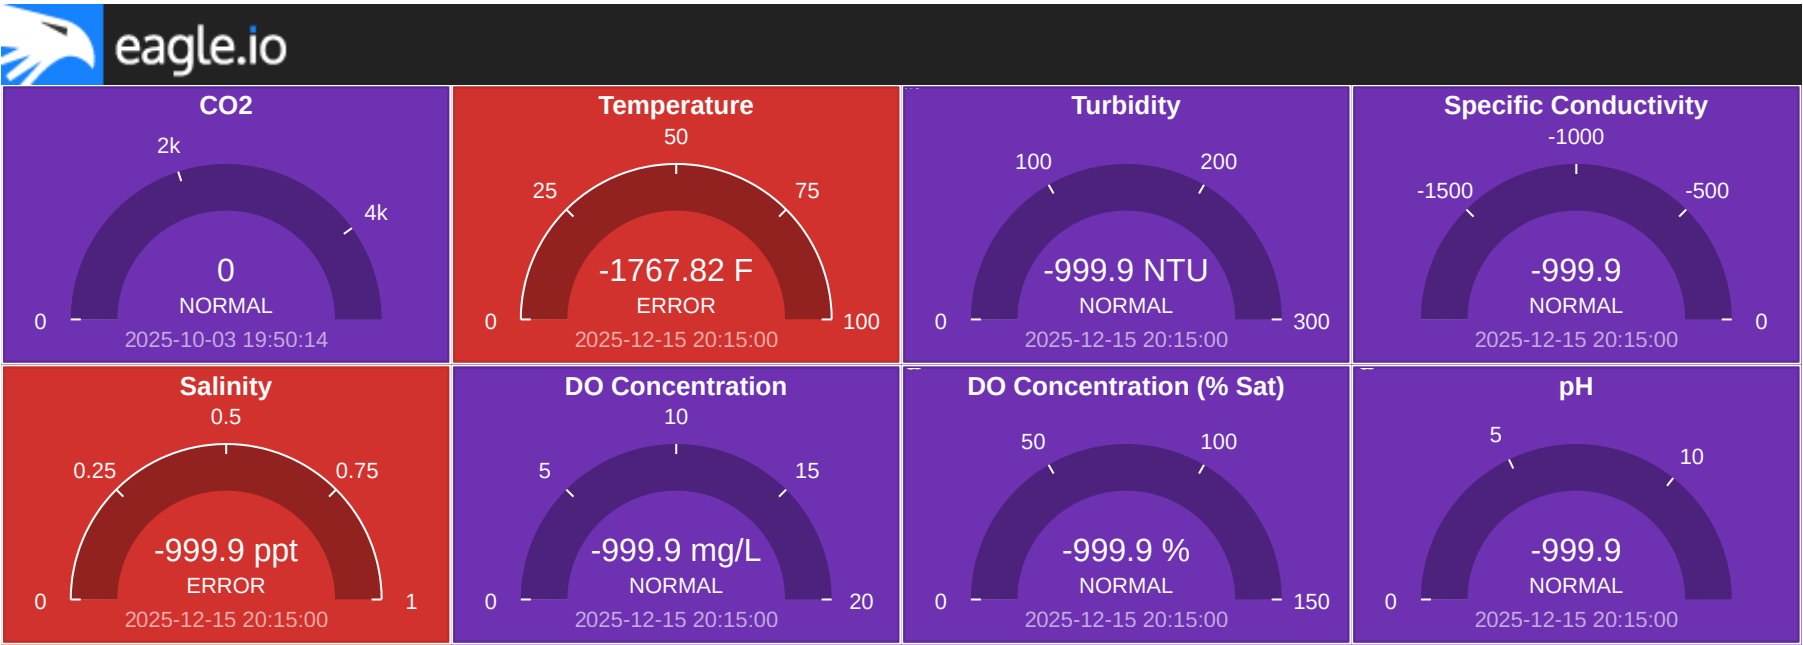 eagle.io
CO2
2k
4k
0
NORMAL
0
2025-10-03 19:50:14
Temperature
50
25
75
-1767.82 F
ERROR
0
100
2025-12-15 20:15:00
Turbidity
100
200
-999.9 NTU
NORMAL
0
300
2025-12-15 20:15:00
Specific Conductivity
-1000
-1500
-500
-999.9
NORMAL
0
2025-12-15 20:15:00
Salinity
0.5
0.25
0.75
-999.9 ppt
ERROR
0
1
2025-12-15 20:15:00
DO Concentration
10
5
15
-999.9 mg/L
NORMAL
0
20
2025-12-15 20:15:00
DO Concentration (% Sat)
50
100
-999.9 %
NORMAL
0
150
2025-12-15 20:15:00
pH
5
10
-999.9
NORMAL
0
2025-12-15 20:15:00